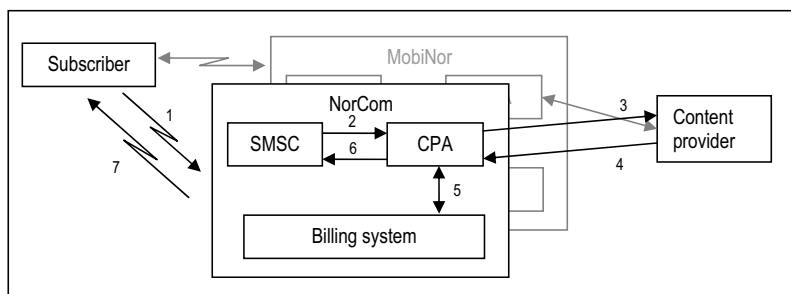 MobiNor
Subscriber
NorCom
1
2
3
Content
provider
SMSC
CPA
6
4
7
5
Billing system